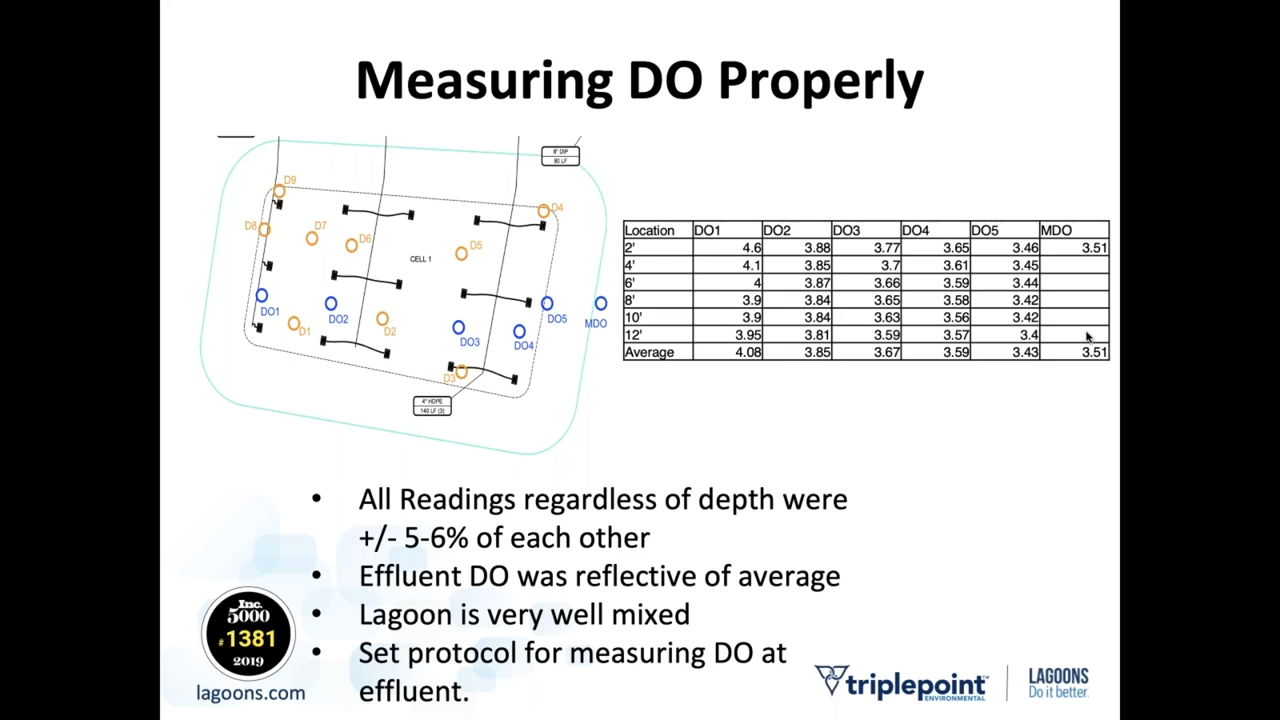 Measuring DO Properly
8" DIP
80 LF
D9
D4
D8
D7
D6
D5
CELL 1
DO1
DO2
D1
D2
DO3
DO4
DO5
MDO
D3
4" HDPE
140 LF (3)
Location DO1 DO2 DO3 DO4 DO5 MDO
2' 4.6 3.88 3.77 3.65 3.46 3.51
4' 4.1 3.85 3.7 3.61 3.45
6' 4 3.87 3.66 3.59 3.44
8' 3.9 3.84 3.65 3.58 3.42
10' 3.9 3.84 3.63 3.56 3.42
12' 3.95 3.81 3.59 3.57 3.4
Average 4.08 3.85 3.67 3.59 3.43 3.51
• All Readings regardless of depth were
+/- 5-6% of each other
• Effluent DO was reflective of average
• Lagoon is very well mixed
• Set protocol for measuring DO at
effluent.
Inc.
5000
#1381
2019
lagoons.com
triplepoint™
ENVIRONMENTAL
LAGOONS
Do it better.